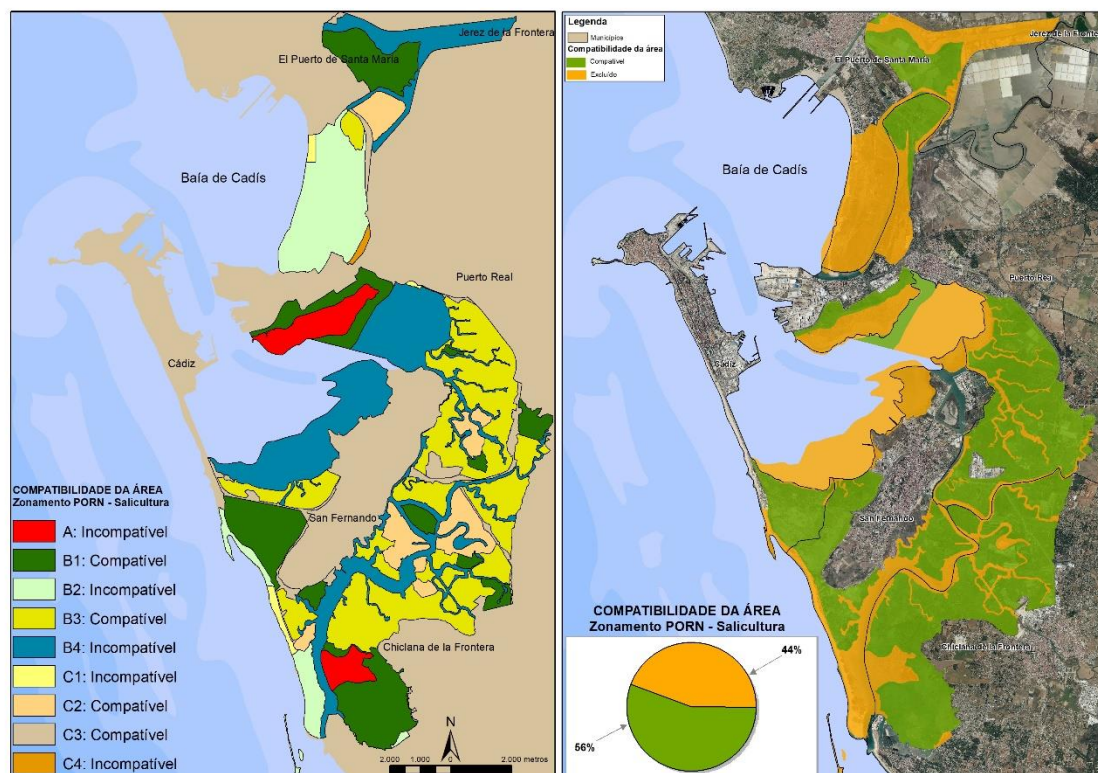 Jerez de la Frontera
El Puerto de Santa María
Baía de Cadís
Puerto Real
Cádiz
San Fernando
Chiclana de la Frontera
COMPATIBILIDADE DA ÁREA
Zonamento PORN - Salicultura
A: Incompatível
B1: Compatível
B2: Incompatível
B3: Compatível
B4: Incompatível
C1: Incompatível
C2: Compatível
C3: Compatível
C4: Incompatível
N
2.000 1.000 0 2.000 metros
Legenda
Municípios
Compatibilidade da área
Compatível
Excluído
Jerez de la Frontera
El Puerto de Santa María
Baía de Cadís
Puerto Real
Cádiz
San Fernando
Chiclana de la Frontera
COMPATIBILIDADE DA ÁREA
Zonamento PORN - Salicultura
44%
56%